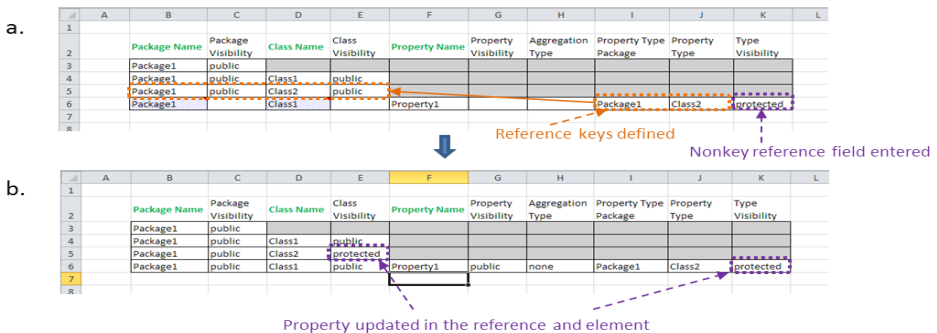 a.
A B C D E F G H I J K L
1
2 Package Name Package Visibility Class Name Class Visibility Property Name Property Visibility Aggregation Type Property Type Package Property Type Type Visibility
3 Package1 public
4 Package1 public Class1 public
5 Package1 public Class2 public
6 Package1 Class1 Property1 Package1 Class2 protected
7
8
Reference keys defined
Nonkey reference field entered
b.
A B C D E F G H I J K L
1
2 Package Name Package Visibility Class Name Class Visibility Property Name Property Visibility Aggregation Type Property Type Package Property Type Type Visibility
3 Package1 public
4 Package1 public Class1 public
5 Package1 public Class2 protected
6 Package1 public Class1 public Property1 public none Package1 Class2 protected
7
8
Property updated in the reference and element